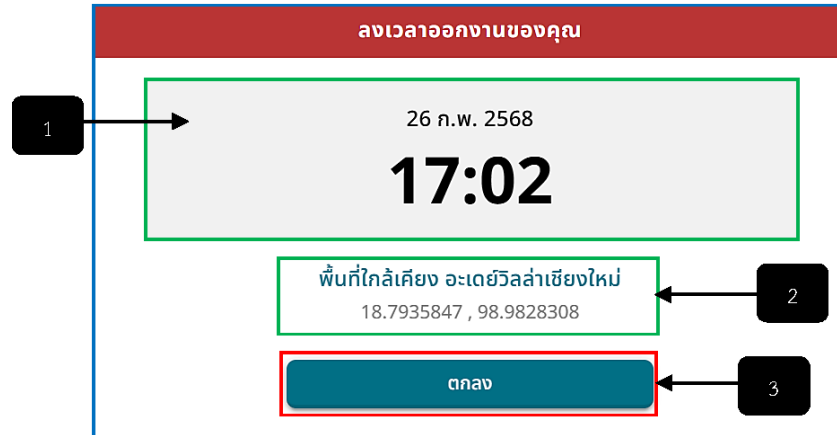 ลงเวลาออกงานของคุณ
1
26 ก.พ. 2568
17:02
พื้นที่ใกล้เคียง อะเดย์วิลล่าเชียงใหม่
18.7935847 , 98.9828308
2
ตกลง
3